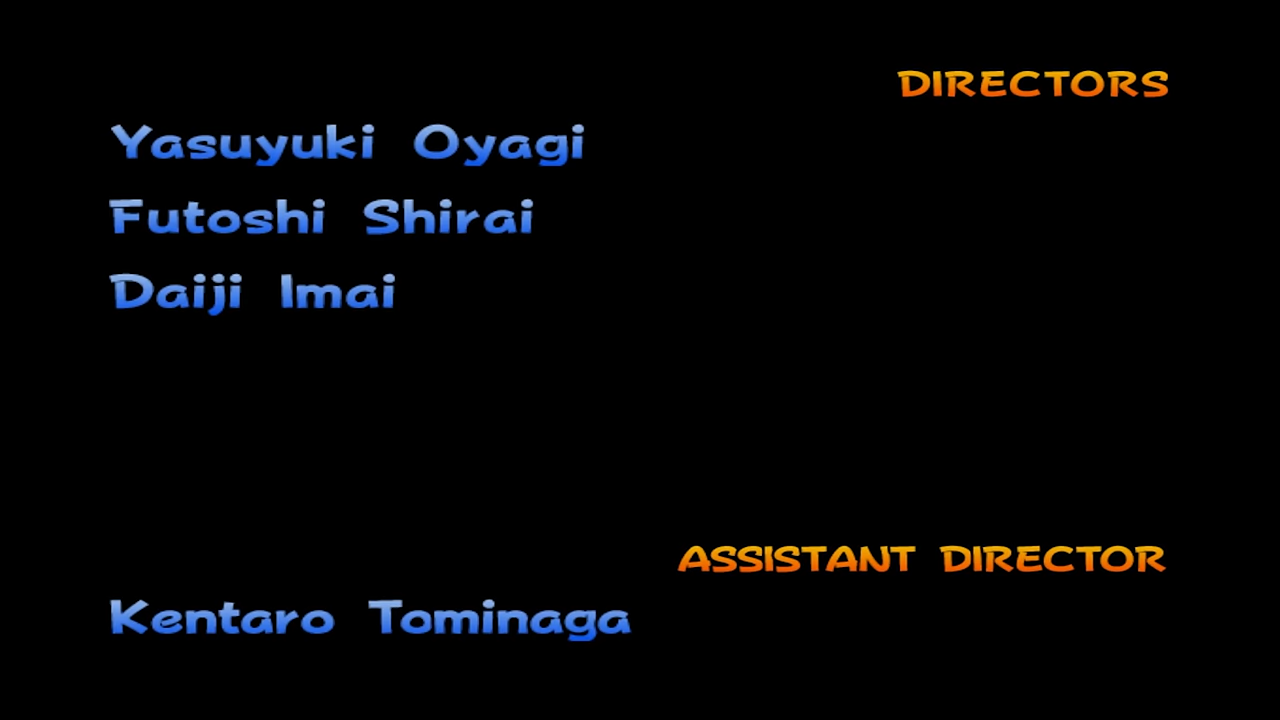 DIRECTORS
Yasuyuki Oyagi
Futoshi Shirai
Daiji Imai
ASSISTANT DIRECTOR
Kentaro Tominaga